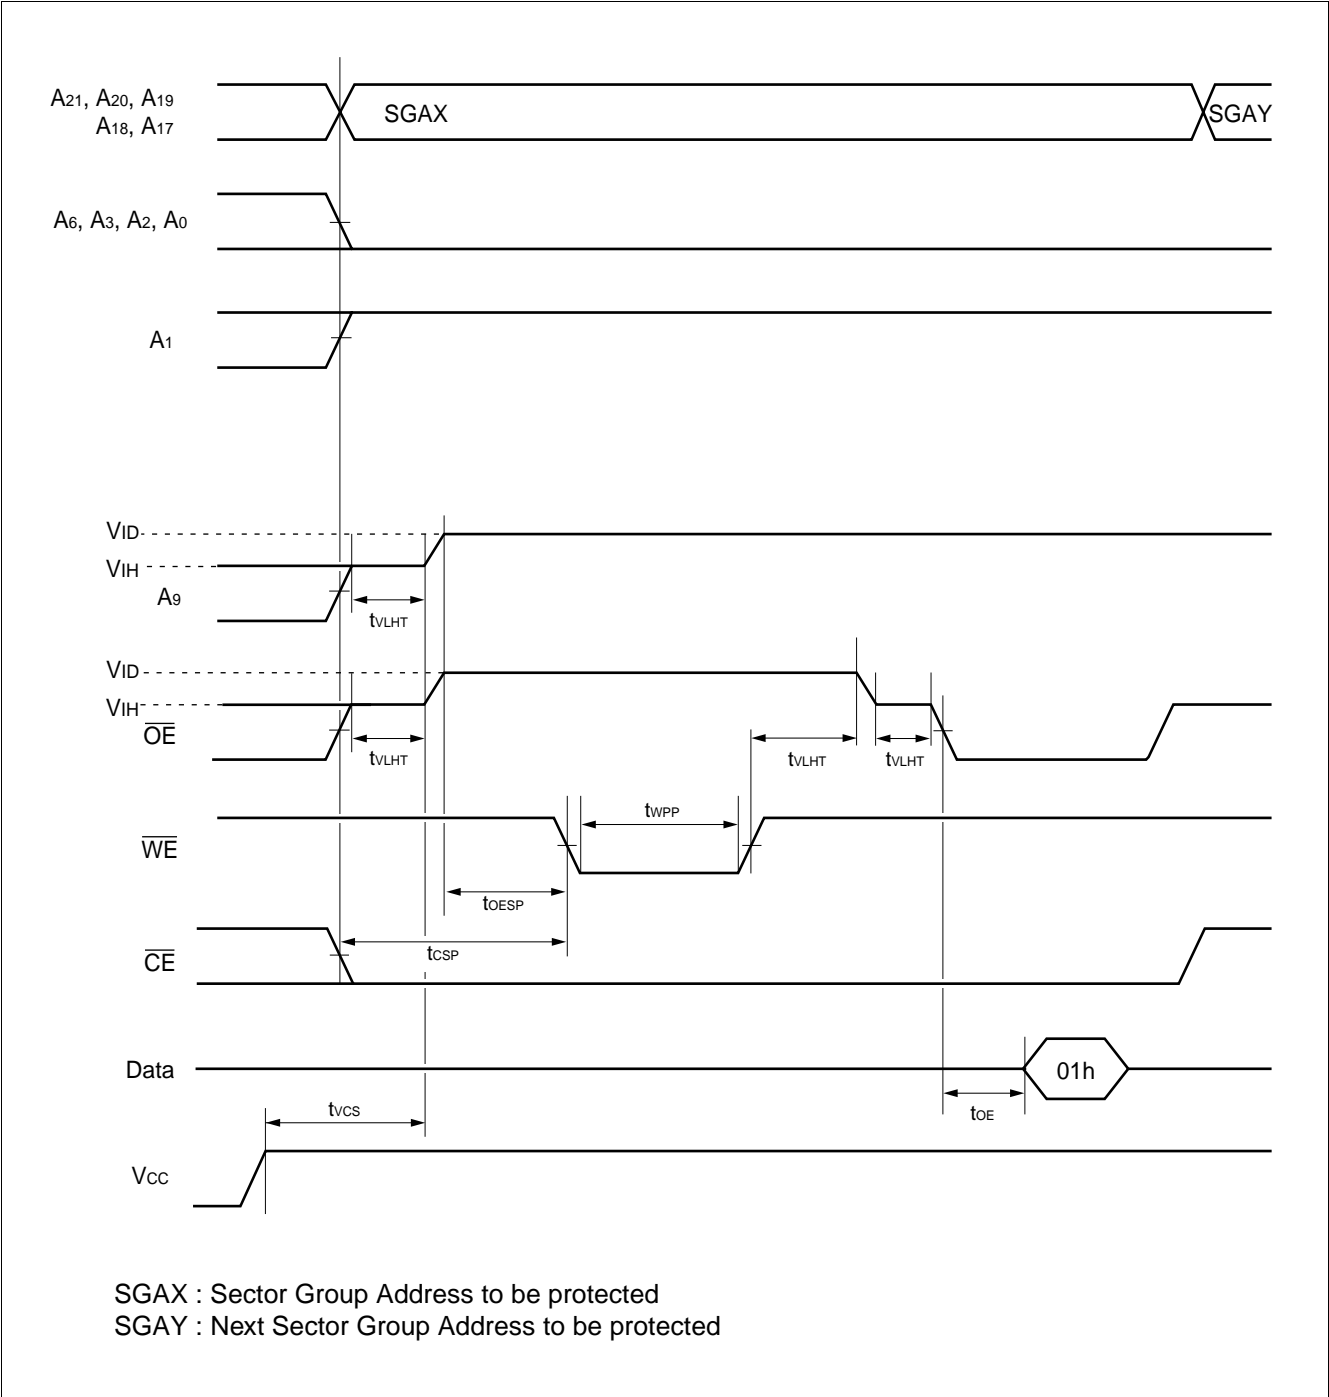 A21, A20, A19
A18, A17
SGAX
SGAY
A6, A3, A2, A0
A1
VID
VIH
A9
tVLHT
VID
VIH
OE
tVLHT
tVLHT
tVLHT
tWPP
WE
tOESP
tCSP
CE
Data
01h
tOE
tVCS
VCC
SGAX : Sector Group Address to be protected
SGAY : Next Sector Group Address to be protected